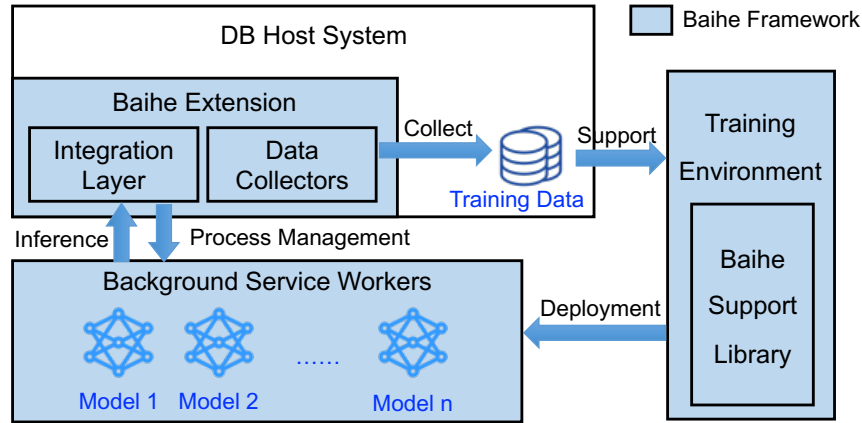 DB Host System
Baihe Framework
Baihe Extension
Integration
Layer
Data
Collectors
Collect
Training Data
Support
Training
Environment
Baihe
Support
Library
Inference
Process Management
Background Service Workers
Model 1
Model 2
......
Model n
Deployment